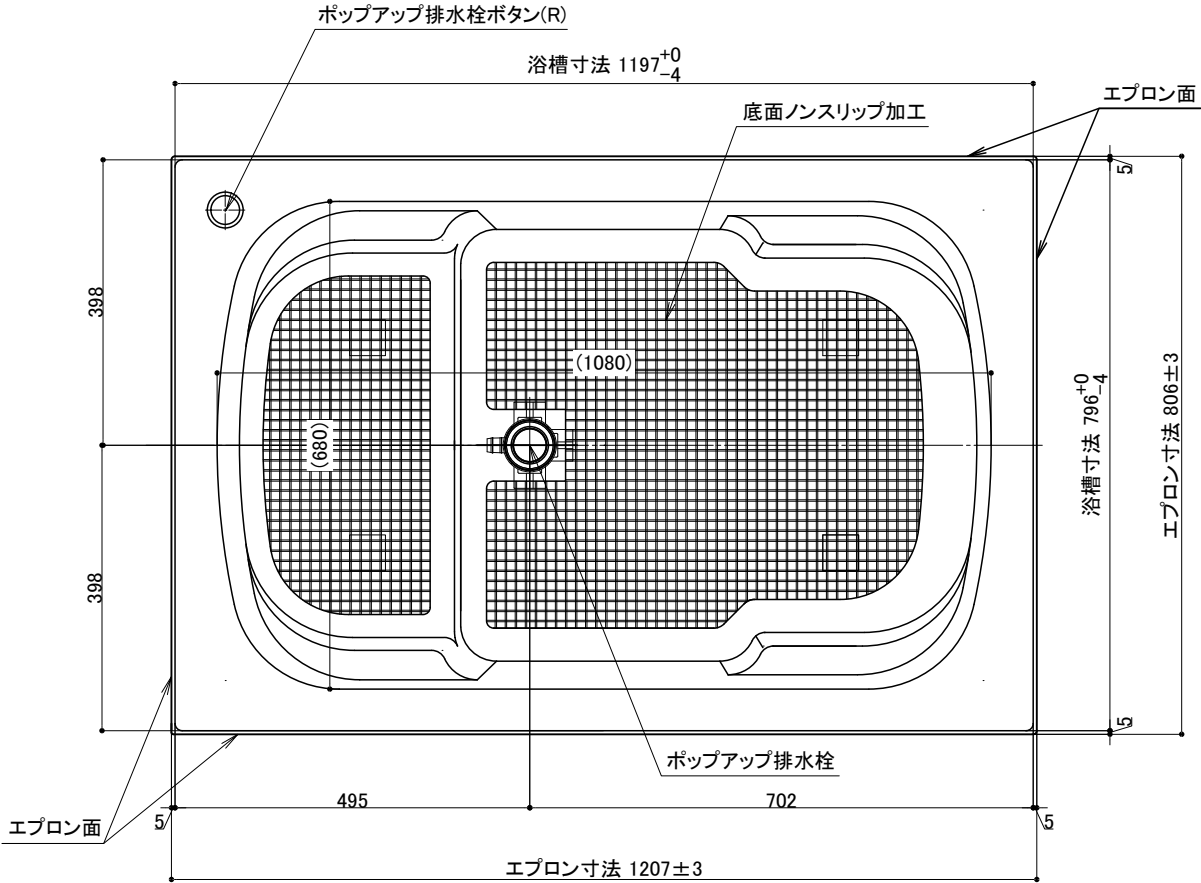 ポップアップ排水栓ボタン(R)
浴槽寸法 1197 +0 -4
エプロン面
底面ノンスリップ加工
5
398
(1080)
(680)
浴槽寸法 796 +0 -4
エプロン寸法 806±3
398
5
ポップアップ排水栓
495
702
5
5
エプロン面
エプロン寸法 1207±3